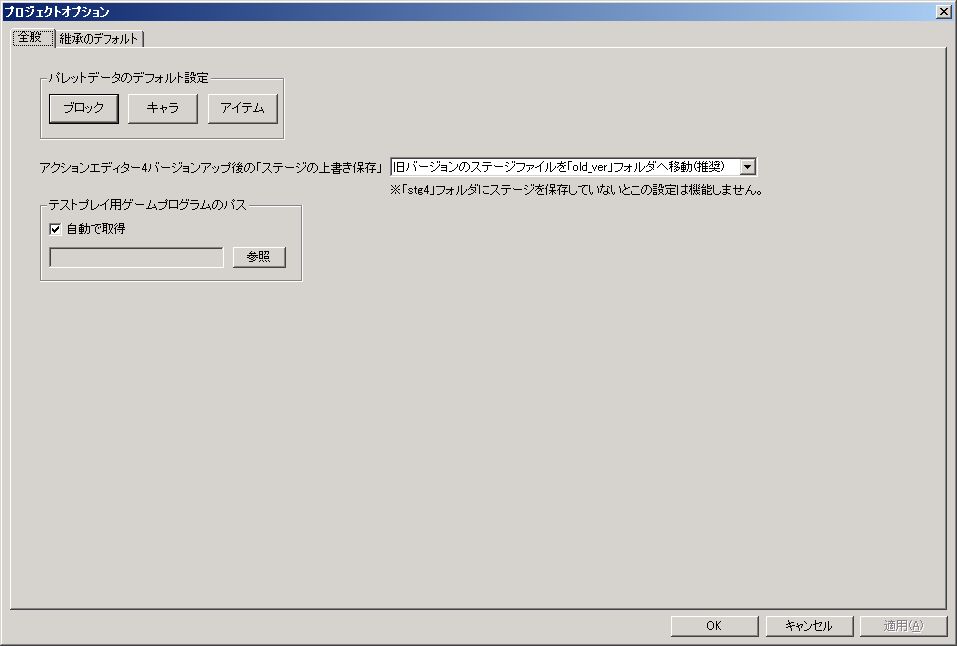 プロジェクトオプション
全般
継承のデフォルト
パレットデータのデフォルト設定
ブロック
キャラ
アイテム
アクションエディター4バージョンアップ後の「ステージの上書き保存」
旧バージョンのステージファイルを「old_ver」フォルダへ移動(推奨)
※「stg4」フォルダにステージを保存していないとこの設定は機能しません。
テストプレイ用ゲームプログラムのパス
自動で取得
参照
OK
キャンセル
適用(A)